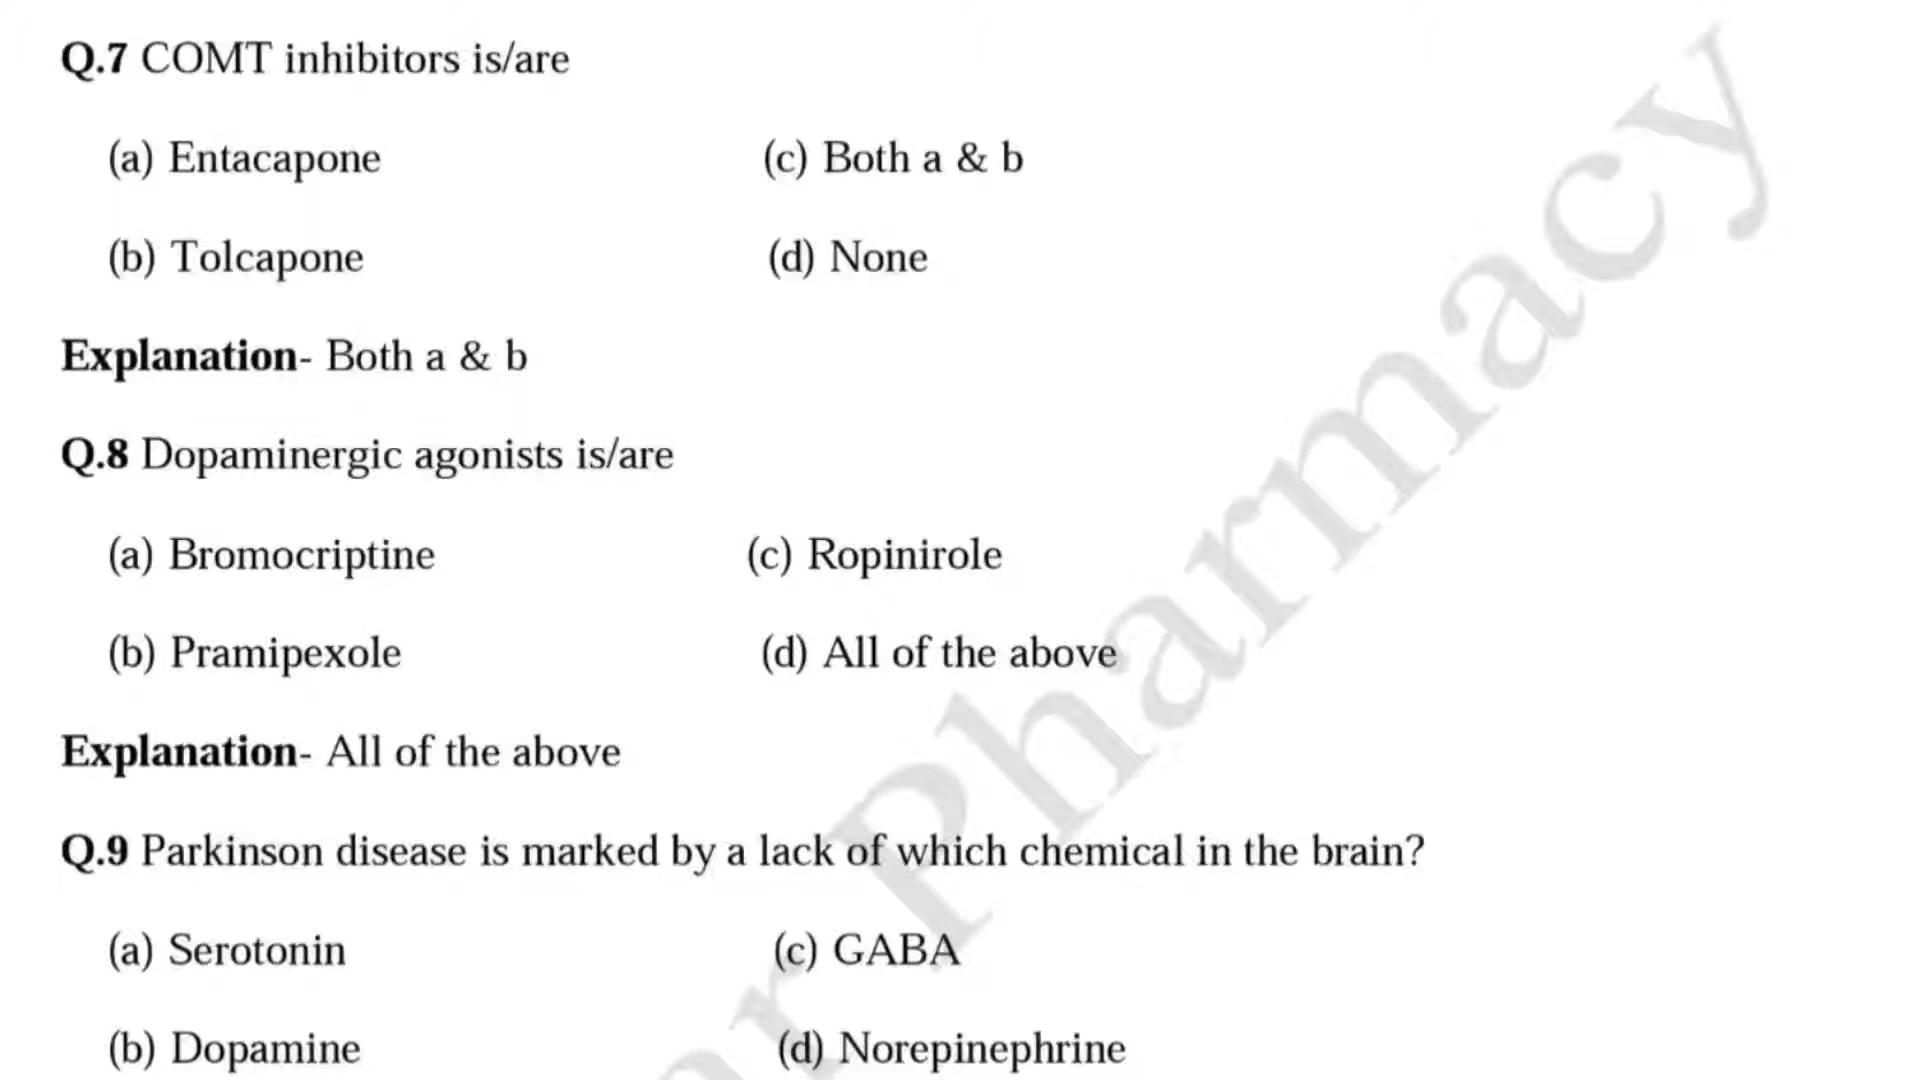 Q.7 COMT inhibitors is/are
(a) Entacapone (c) Both a & b
(b) Tolcapone (d) None
Explanation- Both a & b
Q.8 Dopaminergic agonists is/are
(a) Bromocriptine (c) Ropinirole
(b) Pramipexole (d) All of the above
Explanation- All of the above
Q.9 Parkinson disease is marked by a lack of which chemical in the brain?
(a) Serotonin (c) GABA
(b) Dopamine (d) Norepinephrine
Pharmacy